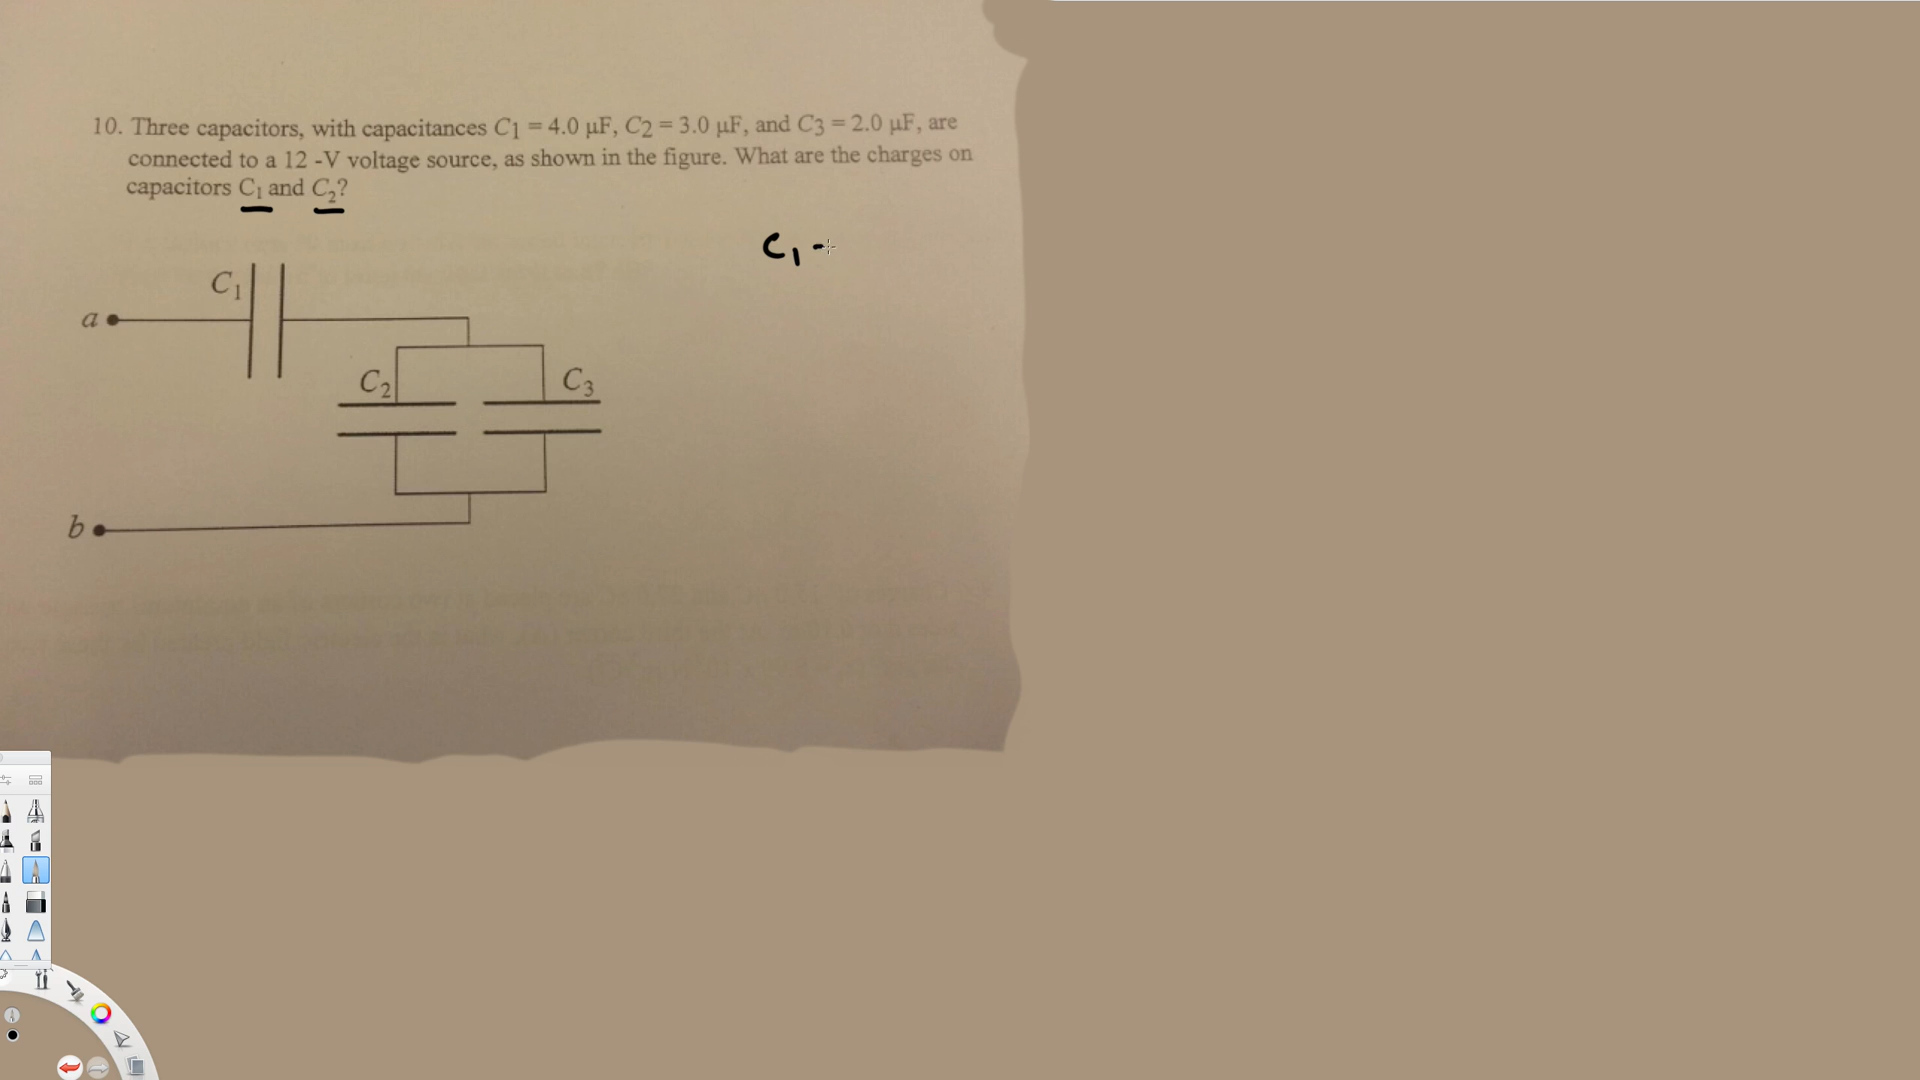 10. Three capacitors, with capacitances C1 = 4.0 μF, C2 = 3.0 μF, and C3 = 2.0 μF, are
connected to a 12 -V voltage source, as shown in the figure. What are the charges on
capacitors C1 and C2?
C1 -
C1
a
C2
C3
b